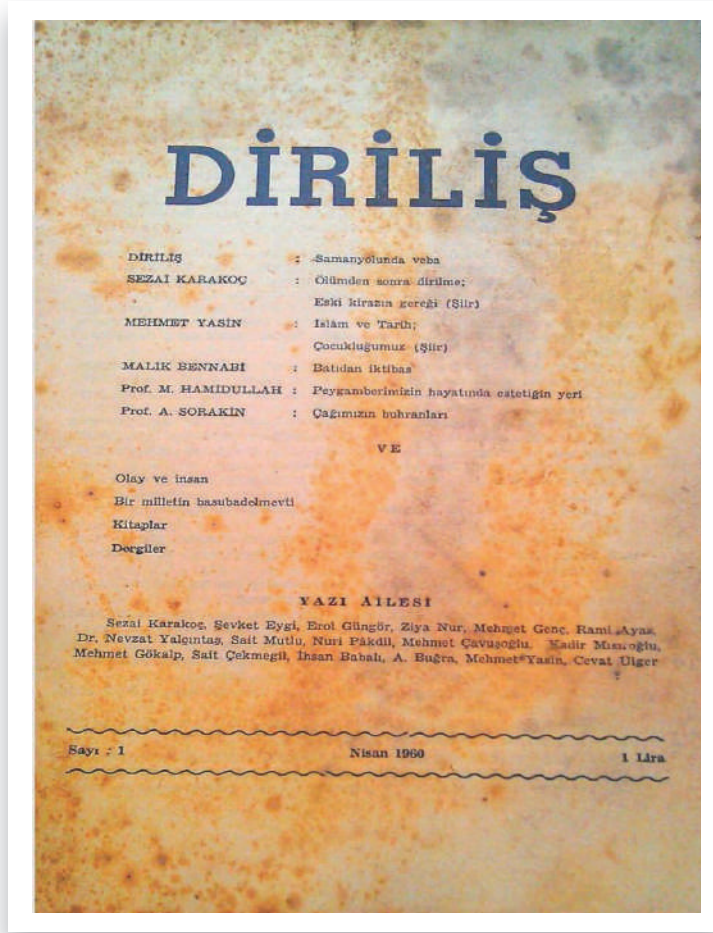 DİRİLİŞ
DİRİLİŞ : Samanyolunda veba
SEZAİ KARAKOÇ : Ölümden sonra dirilme;
Eski kirazın gereği (Şiir)
MEHMET YASİN : İslâm ve Tarih;
Çocukluğumuz (Şiir)
MALİK BENNABİ : Batıdan iktibas
Prof. M. HAMİDULLAH : Peygamberimizin hayatında estetiğin yeri
Prof. A. SORAKİN : Çağımızın buhranları
VE
Olay ve insan
Bir milletin basubadelmevti
Kitaplar
Dergiler
YAZI AİLESİ
Sezai Karakoç, Şevket Eygi, Erol Güngör, Ziya Nur, Mehmet Genç, Rami Ayas,
Dr. Nevzat Yalçıntaş, Sait Mutlu, Nuri Pâkdil, Mehmet Çavuşoğlu, Kadir Mısıroğlu,
Mehmet Gökalp, Sait Çekmegil, İhsan Babalı, A. Buğra, Mehmet Yasin, Cevat Ülger
Sayı : 1 Nisan 1960 1 Lira